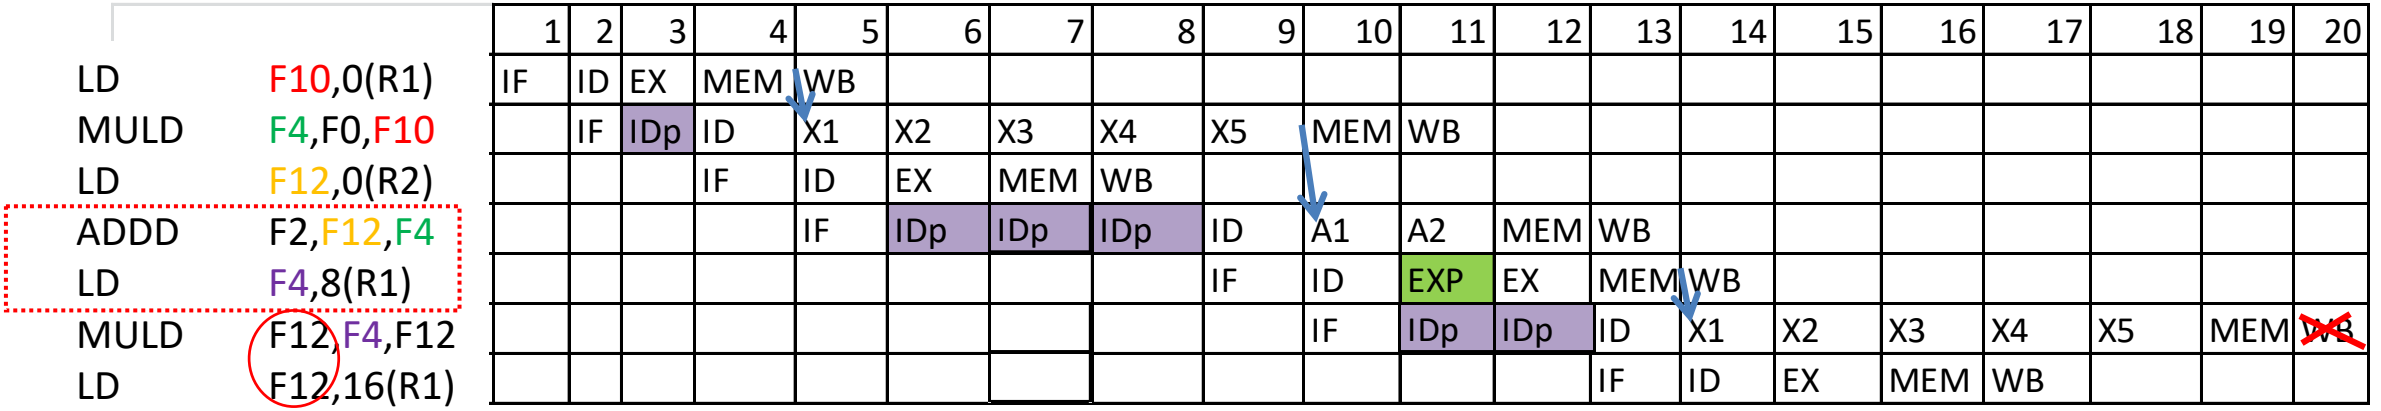 1 2 3 4 5 6 7 8 9 10 11 12 13 14 15 16 17 18 19 20
LD F10,0(R1) IF ID EX MEM WB
MULD F4,F0,F10 IF IDp ID X1 X2 X3 X4 X5 MEM WB
LD F12,0(R2) IF ID EX MEM WB
ADDD F2,F12,F4 IF IDp IDp IDp ID A1 A2 MEM WB
LD F4,8(R1) IF ID EXP EX MEM WB
MULD F12,F4,F12 IF IDp IDp ID X1 X2 X3 X4 X5 MEM WB
LD F12,16(R1) IF ID EX MEM WB